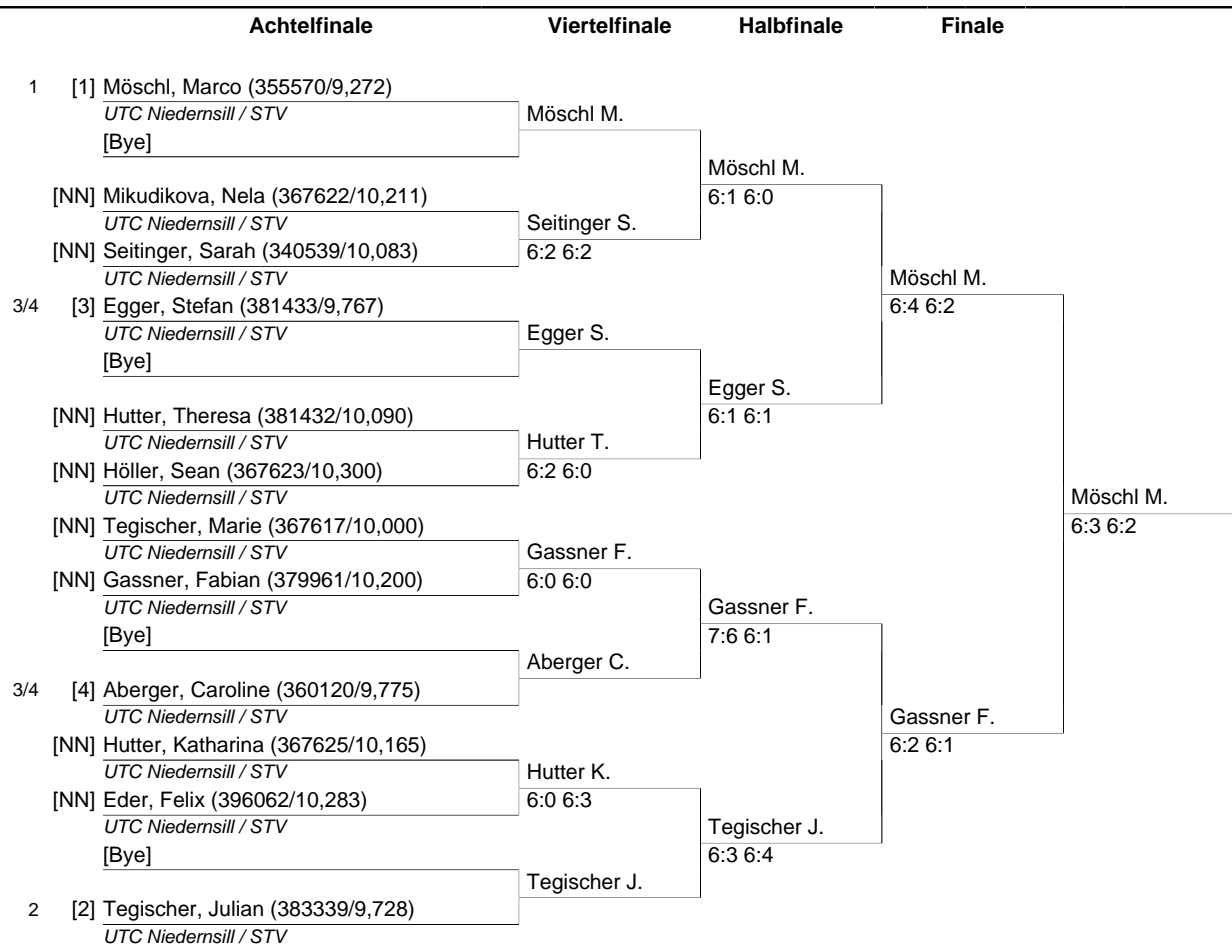 Achtelfinale Viertelfinale Halbfinale Finale
1 [1] Möschl, Marco (355570/9,272)
UTC Niedernsill / STV Möschl M.
[Bye]
Möschl M.
[NN] Mikudikova, Nela (367622/10,211) 6:1 6:0
UTC Niedernsill / STV Seitinger S.
[NN] Seitinger, Sarah (340539/10,083) 6:2 6:2
UTC Niedernsill / STV Möschl M.
3/4 [3] Egger, Stefan (381433/9,767) 6:4 6:2
UTC Niedernsill / STV Egger S.
[Bye]
Egger S.
[NN] Hutter, Theresa (381432/10,090) 6:1 6:1
UTC Niedernsill / STV Hutter T.
[NN] Höller, Sean (367623/10,300) 6:2 6:0
UTC Niedernsill / STV Möschl M.
[NN] Tegischer, Marie (367617/10,000) 6:3 6:2
UTC Niedernsill / STV Gassner F.
[NN] Gassner, Fabian (379961/10,200) 6:0 6:0
UTC Niedernsill / STV Gassner F.
[Bye] 7:6 6:1
Aberger C.
3/4 [4] Aberger, Caroline (360120/9,775)
UTC Niedernsill / STV Gassner F.
[NN] Hutter, Katharina (367625/10,165) 6:2 6:1
UTC Niedernsill / STV Hutter K.
[NN] Eder, Felix (396062/10,283) 6:0 6:3
UTC Niedernsill / STV Tegischer J.
[Bye] 6:3 6:4
Tegischer J.
2 [2] Tegischer, Julian (383339/9,728)
UTC Niedernsill / STV